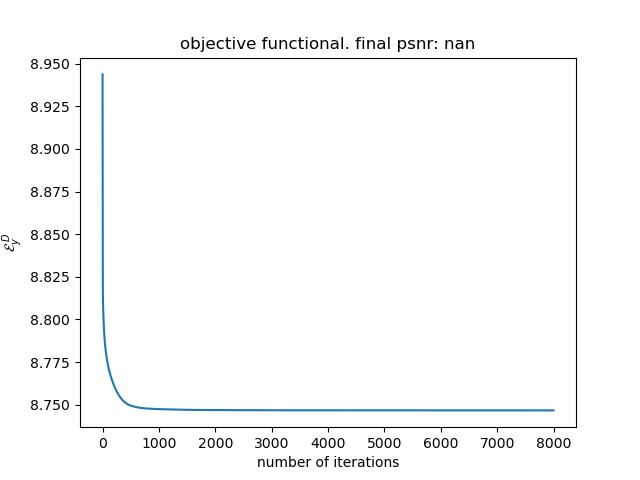 objective functional. final psnr: nan
8.950
8.925
8.900
8.875
8.850
8.825
8.800
8.775
8.750
ℰ_y^D
0 1000 2000 3000 4000 5000 6000 7000 8000
number of iterations